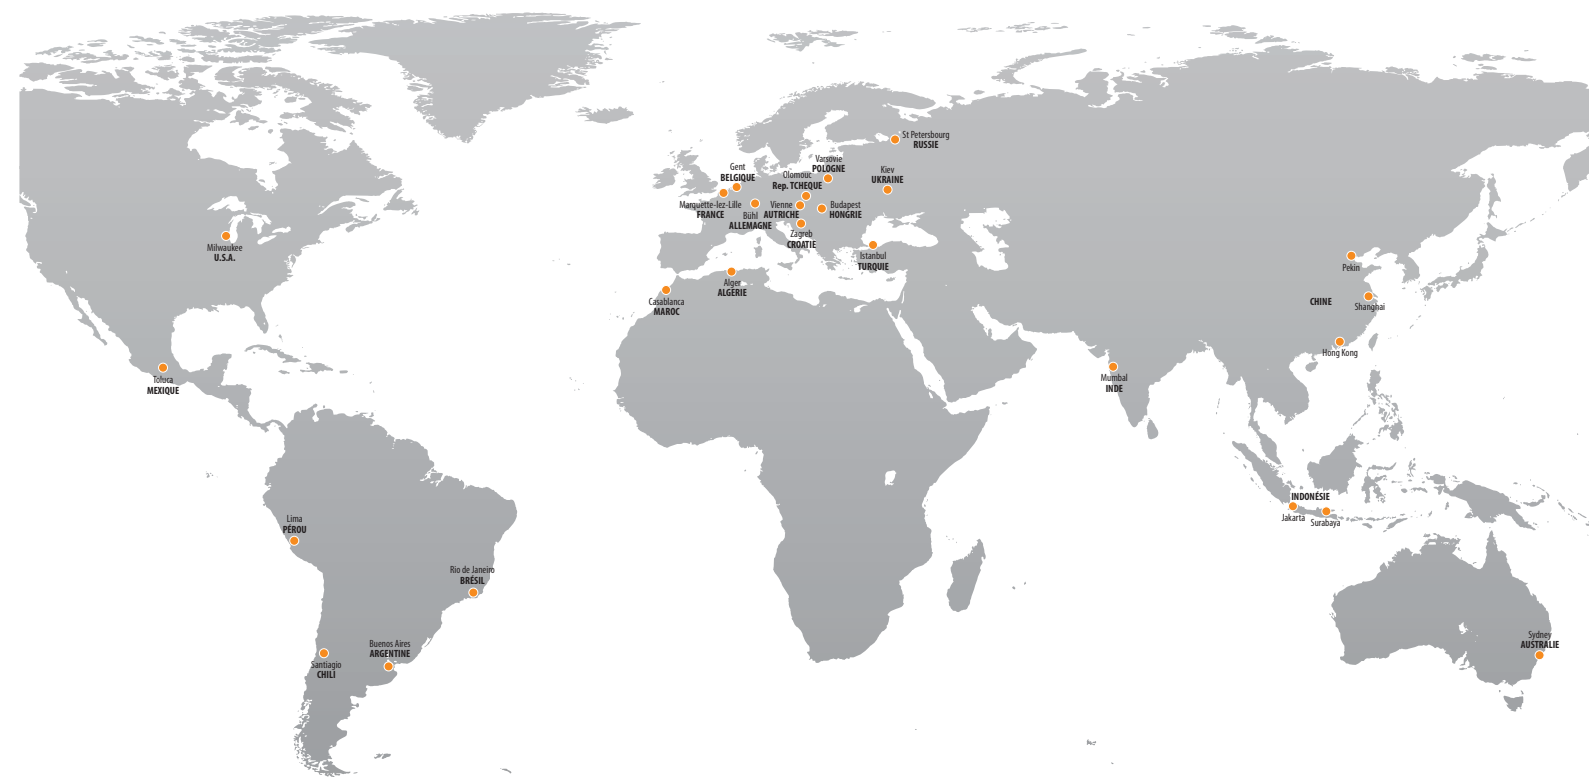 St Petersbourg
RUSSIE
Varsovie
POLOGNE
Gent
BELGIQUE
Olomouc
Rep. TCHEQUE
Kiev
UKRAINE
Marquette-lez-Lille
FRANCE
Bühl
ALLEMAGNE
Vienne
AUTRICHE
Budapest
HONGRIE
Zagreb
CROATIE
Istanbul
TURQUIE
Milwaukee
U.S.A.
Alger
ALGÉRIE
Casablanca
MAROC
Pekin
CHINE
Shanghai
Hong Kong
Toluca
MEXIQUE
Mumbal
INDE
INDONÉSIE
Jakarta
Surabaya
Lima
PÉROU
Rio de Janeiro
BRÉSIL
Buenos Aires
ARGENTINE
Santiagio
CHILI
Sydney
AUSTRALIE